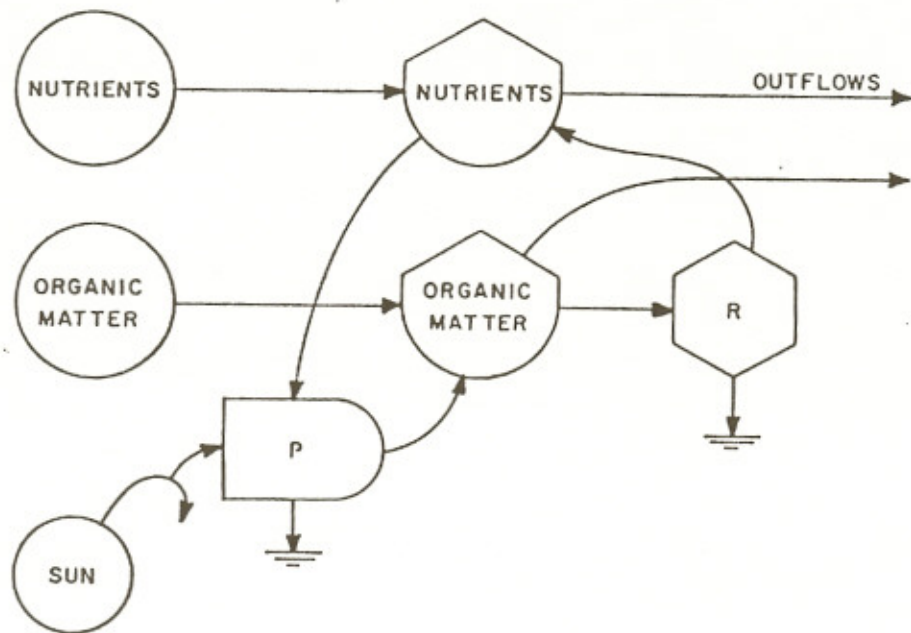 NUTRIENTS
NUTRIENTS
OUTFLOWS
ORGANIC
MATTER
ORGANIC
MATTER
R
P
SUN